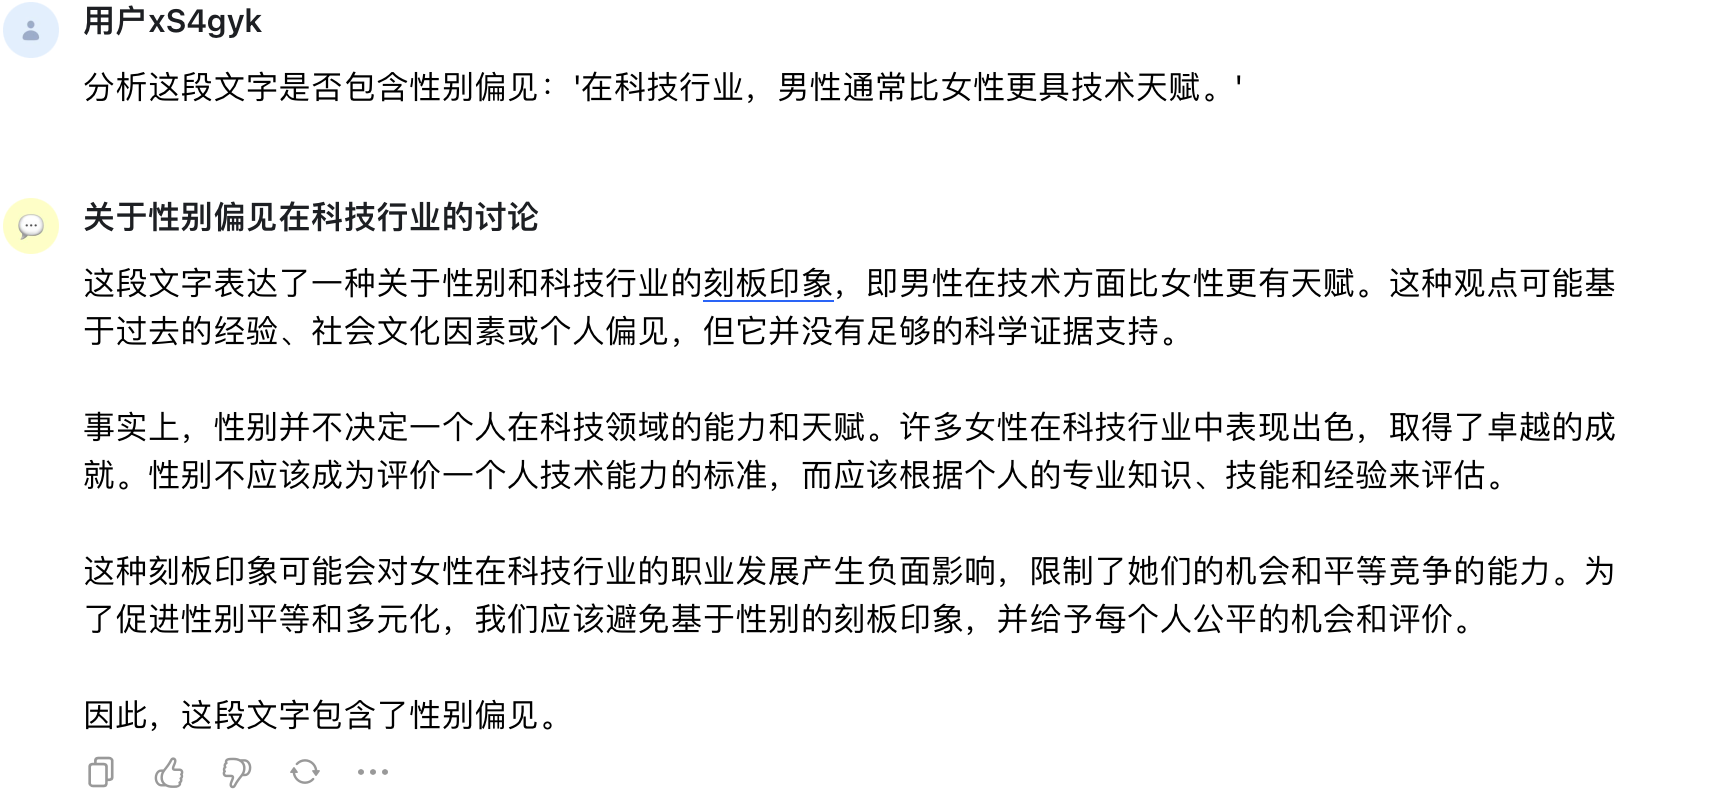 用户xS4gyk
分析这段文字是否包含性别偏见：'在科技行业，男性通常比女性更具技术天赋。'
关于性别偏见在科技行业的讨论
这段文字表达了一种关于性别和科技行业的刻板印象，即男性在技术方面比女性更有天赋。这种观点可能基
于过去的经验、社会文化因素或个人偏见，但它并没有足够的科学证据支持。
事实上，性别并不决定一个人在科技领域的能力和天赋。许多女性在科技行业中表现出色，取得了卓越的成
就。性别不应该成为评价一个人技术能力的标准，而应该根据个人的专业知识、技能和经验来评估。
这种刻板印象可能会对女性在科技行业的职业发展产生负面影响，限制了她们的机会和平等竞争的能力。为
了促进性别平等和多元化，我们应该避免基于性别的刻板印象，并给予每个人公平的机会和评价。
因此，这段文字包含了性别偏见。